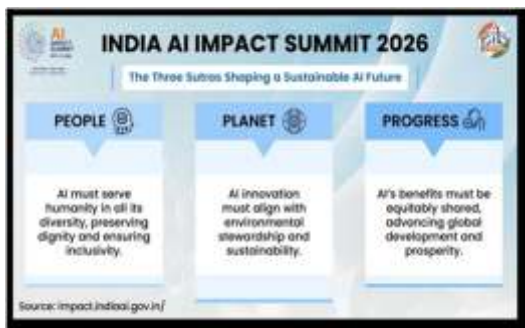 INDIA AI IMPACT SUMMIT 2026
The Three Sutras Shaping a Sustainable AI Future
PEOPLE
AI must serve
humanity in all its
diversity, preserving
dignity and ensuring
inclusivity.
PLANET
AI innovation
must align with
environmental
stewardship and
sustainability.
PROGRESS
AI's benefits must be
equitably shared,
advancing global
development and
prosperity.
Source: impact.indiaai.gov.in/